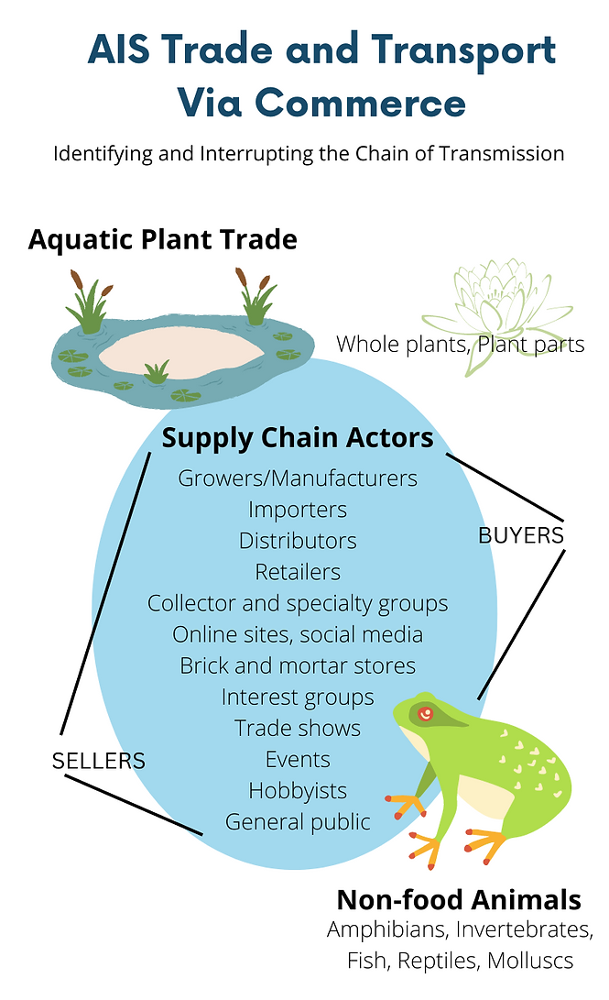 AIS Trade and Transport
Via Commerce
Identifying and Interrupting the Chain of Transmission
Aquatic Plant Trade
Whole plants, Plant parts
Supply Chain Actors
Growers/Manufacturers
Importers
Distributors
Retailers
Collector and specialty groups
Online sites, social media
Brick and mortar stores
Interest groups
Trade shows
Events
Hobbyists
General public
BUYERS
SELLERS
Non-food Animals
Amphibians, Invertebrates,
Fish, Reptiles, Molluscs